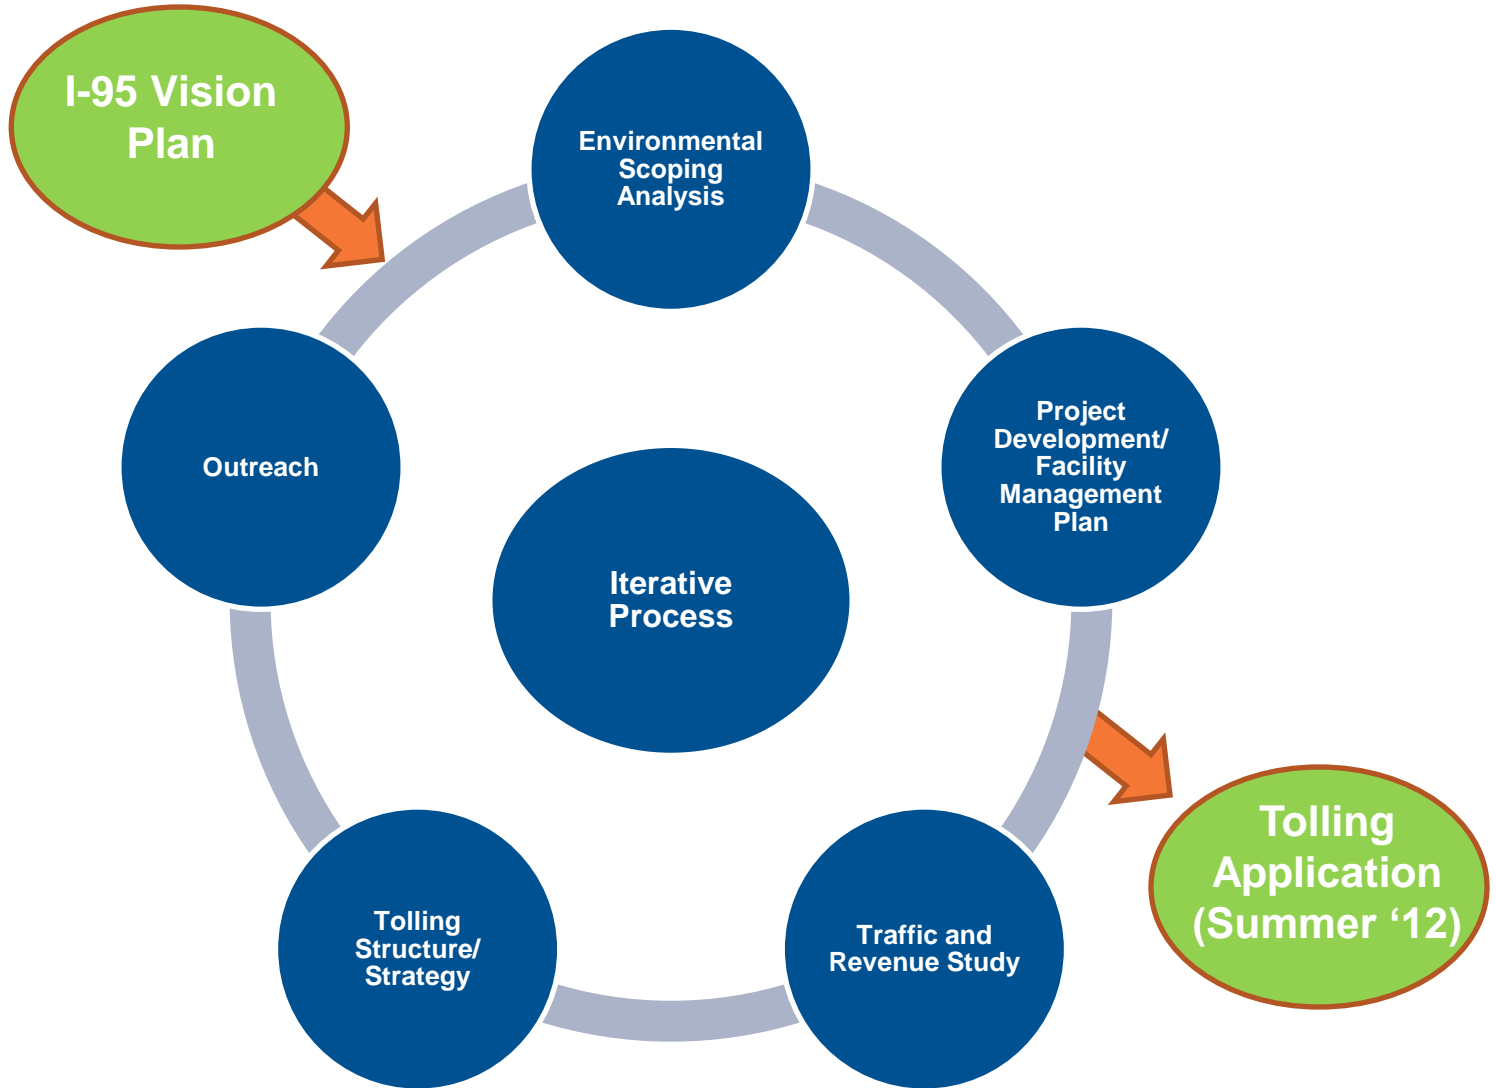 I-95 Vision
Plan
Environmental
Scoping
Analysis
Project
Development/
Facility
Management
Plan
Outreach
Iterative
Process
Tolling
Application
(Summer ‘12)
Tolling
Structure/
Strategy
Traffic and
Revenue Study